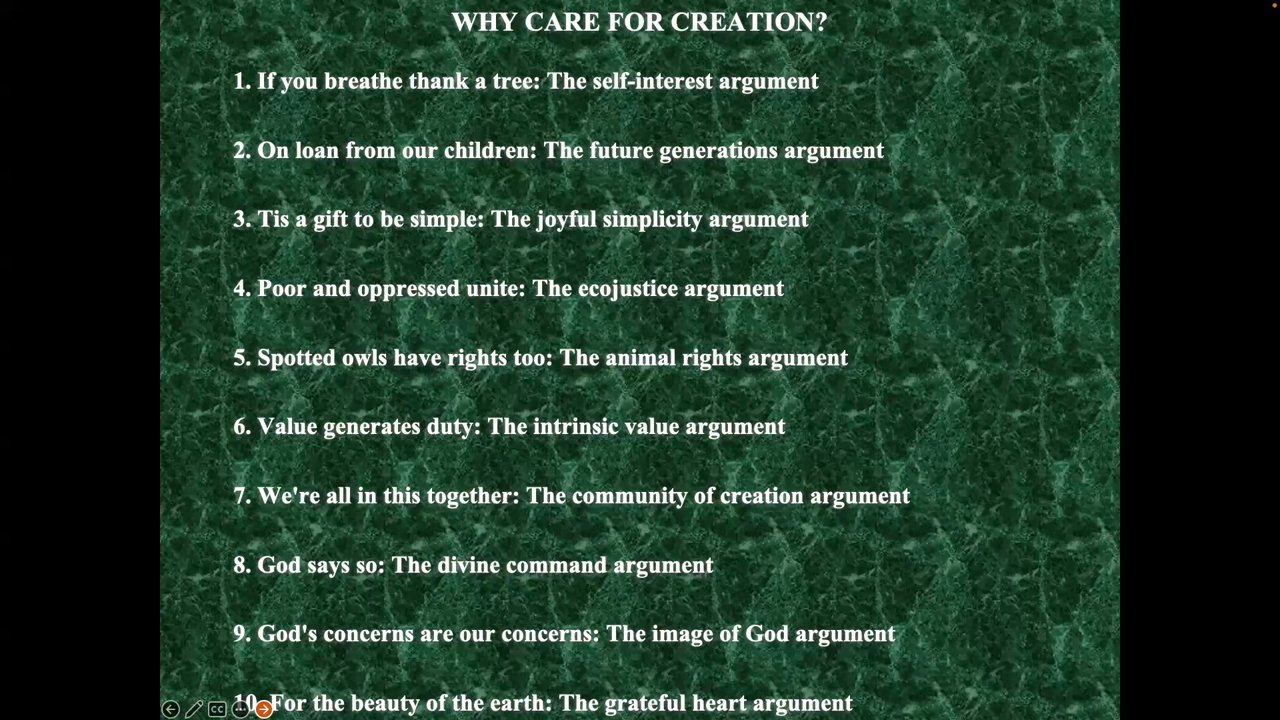 WHY CARE FOR CREATION?
1. If you breathe thank a tree: The self-interest argument
2. On loan from our children: The future generations argument
3. Tis a gift to be simple: The joyful simplicity argument
4. Poor and oppressed unite: The ecojustice argument
5. Spotted owls have rights too: The animal rights argument
6. Value generates duty: The intrinsic value argument
7. We're all in this together: The community of creation argument
8. God says so: The divine command argument
9. God's concerns are our concerns: The image of God argument
10. For the beauty of the earth: The grateful heart argument
CC